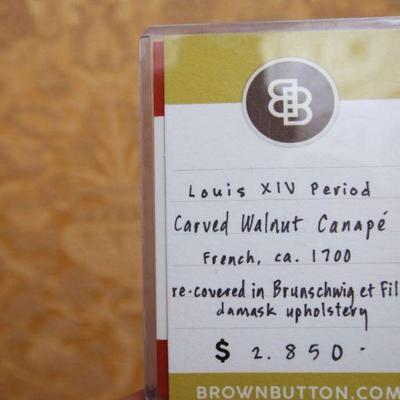 BB
Louis XIV Period
Carved Walnut Canapé
French, ca. 1700
re-covered in Brunschwig et Fil
damask upholstery
$ 2.850-
BROWNBUTTON.COM